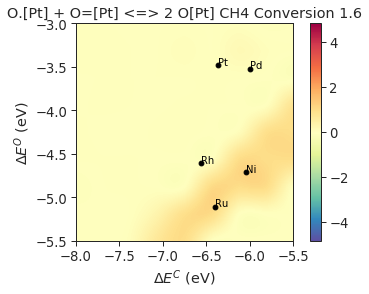 O.[Pt] + O=[Pt] <=> 2 O[Pt] CH4 Conversion 1.6
−3.0
−3.5
−4.0
−4.5
−5.0
−5.5
ΔE^O (eV)
Pt
Pd
Rh
Ni
Ru
−8.0
−7.5
−7.0
−6.5
−6.0
−5.5
ΔE^C (eV)
4
2
0
−2
−4